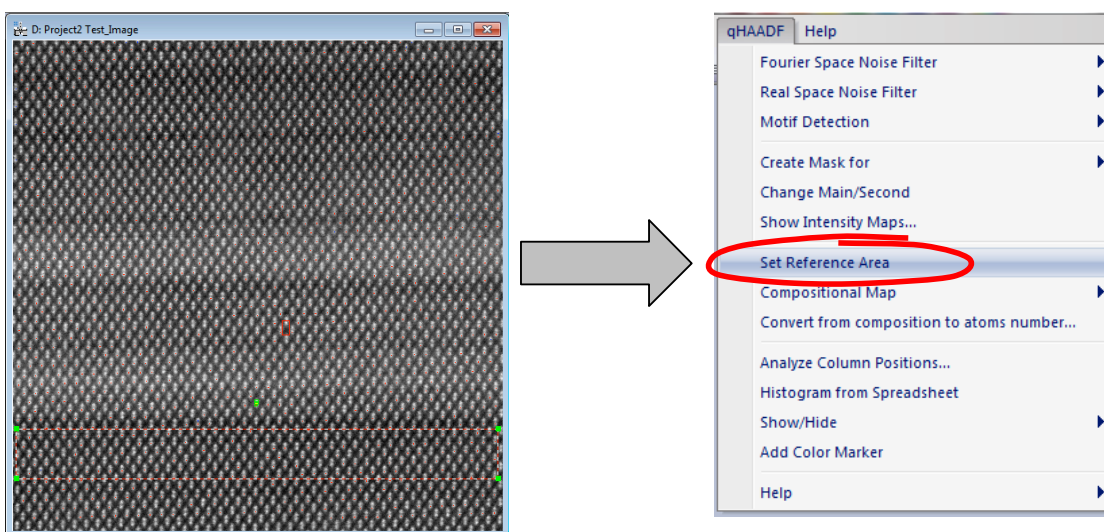 D: Project2 Test_Image
qHAADF Help
Fourier Space Noise Filter
Real Space Noise Filter
Motif Detection
Create Mask for
Change Main/Second
Show Intensity Maps...
Set Reference Area
Compositional Map
Convert from composition to atoms number...
Analyze Column Positions...
Histogram from Spreadsheet
Show/Hide
Add Color Marker
Help